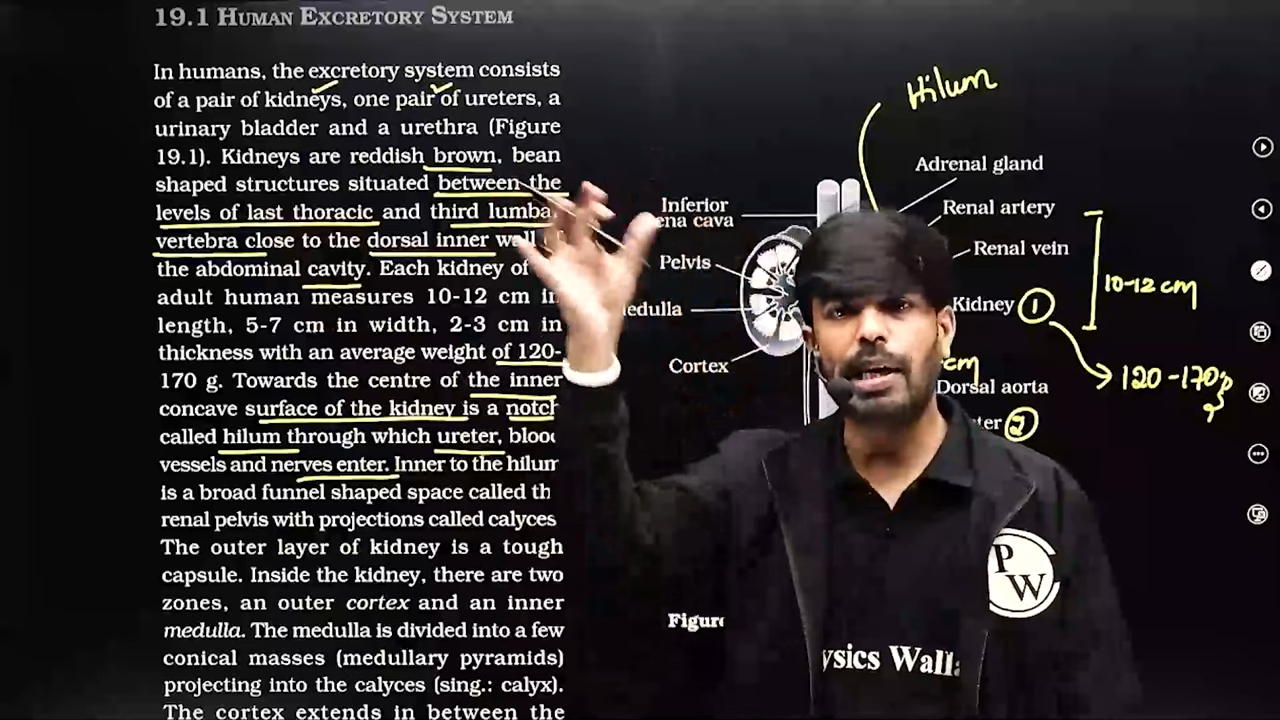 19.1 HUMAN EXCRETORY SYSTEM
In humans, the excretory system consists
of a pair of kidneys, one pair of ureters, a
urinary bladder and a urethra (Figure
19.1). Kidneys are reddish brown, bean
shaped structures situated between the
levels of last thoracic and third lumba
vertebra close to the dorsal inner wall
the abdominal cavity. Each kidney of
adult human measures 10-12 cm in
length, 5-7 cm in width, 2-3 cm in
thickness with an average weight of 120-
170 g. Towards the centre of the inner
concave surface of the kidney is a notch
called hilum through which ureter, blood
vessels and nerves enter. Inner to the hilum
is a broad funnel shaped space called th
renal pelvis with projections called calyces
The outer layer of kidney is a tough
capsule. Inside the kidney, there are two
zones, an outer cortex and an inner
medulla. The medulla is divided into a few
conical masses (medullary pyramids)
projecting into the calyces (sing.: calyx).
The cortex extends in between the
Hilum
Adrenal gland
Inferior
ena cava
Renal artery
Renal vein
Pelvis
10-12 cm
Kidney 1
edulla
Cortex
cm
120-170g
Dorsal aorta
ter 2
Figure
P
W
ysics Walla